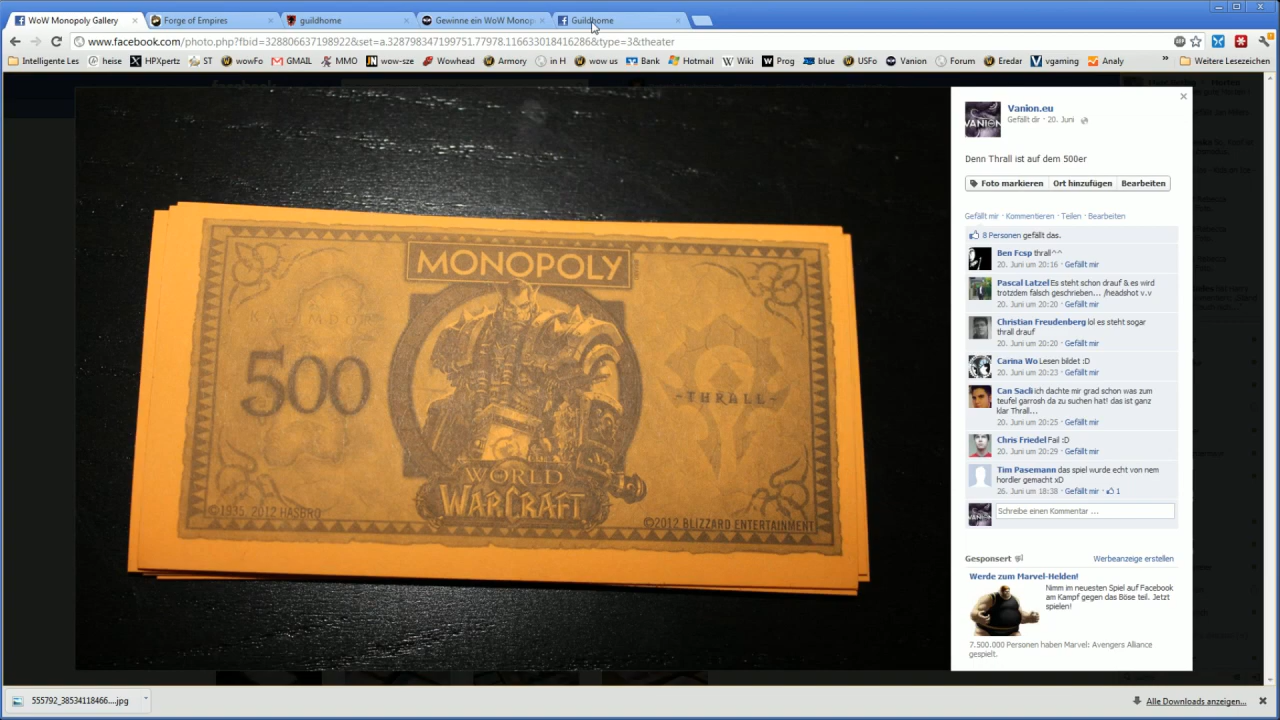 WoW Monopoly Gallery
Forge of Empires
guildhome
Gewinne ein WoW Monop
Guildhome
www.facebook.com/photo.php?fbid=328806637198922&set=a.328798347199751.77978.116633018416286&type=3&theater
Intelligente Les
heise
HPXpertz
ST
wowFo
GMAIL
MMO
wow-sze
Wowhead
Armory
in H
wow us
Bank
Hotmail
Wiki
Prog
blue
USFo
Vanion
Forum
Eredar
vgaming
Analy
»
Weitere Lesezeichen
MONOPOLY
5
-THRALL-
WORLD
WARCRAFT
©1935, 2012 HASBRO
©2012 BLIZZARD ENTERTAINMENT
VANION
Vanion.eu
Gefällt dir · 20. Juni
Denn Thrall ist auf dem 500er
Foto markieren
Ort hinzufügen
Bearbeiten
Gefällt mir · Kommentieren · Teilen · Bearbeiten
8 Personen gefällt das.
Ben Fcsp thrall^^
20. Juni um 20:16 · Gefällt mir
Pascal Latzel Es steht schon drauf & es wird
trotzdem falsch geschrieben... /headshot v.v
20. Juni um 20:20 · Gefällt mir
Christian Freudenberg lol es steht sogar
thrall drauf
20. Juni um 20:20 · Gefällt mir
Carina Wo Lesen bildet :D
20. Juni um 20:23 · Gefällt mir
Can Sacli ich dachte mir grad schon was zum
teufel garrosh da zu suchen hat! das ist ganz
klar Thrall...
20. Juni um 20:25 · Gefällt mir
Chris Friedel Fail :D
20. Juni um 20:29 · Gefällt mir
Tim Pasemann das spiel wurde echt von nem
hordler gemacht xD
26. Juni um 18:38 · Gefällt mir · 1
Schreibe einen Kommentar ...
Gesponsert
Werbeanzeige erstellen
Werde zum Marvel-Helden!
Nimm im neuesten Spiel auf Facebook
am Kampf gegen das Böse teil. Jetzt
spielen!
7.500.000 Personen haben Marvel: Avengers Alliance
gespielt.
555792_38534118466....jpg
Alle Downloads anzeigen...